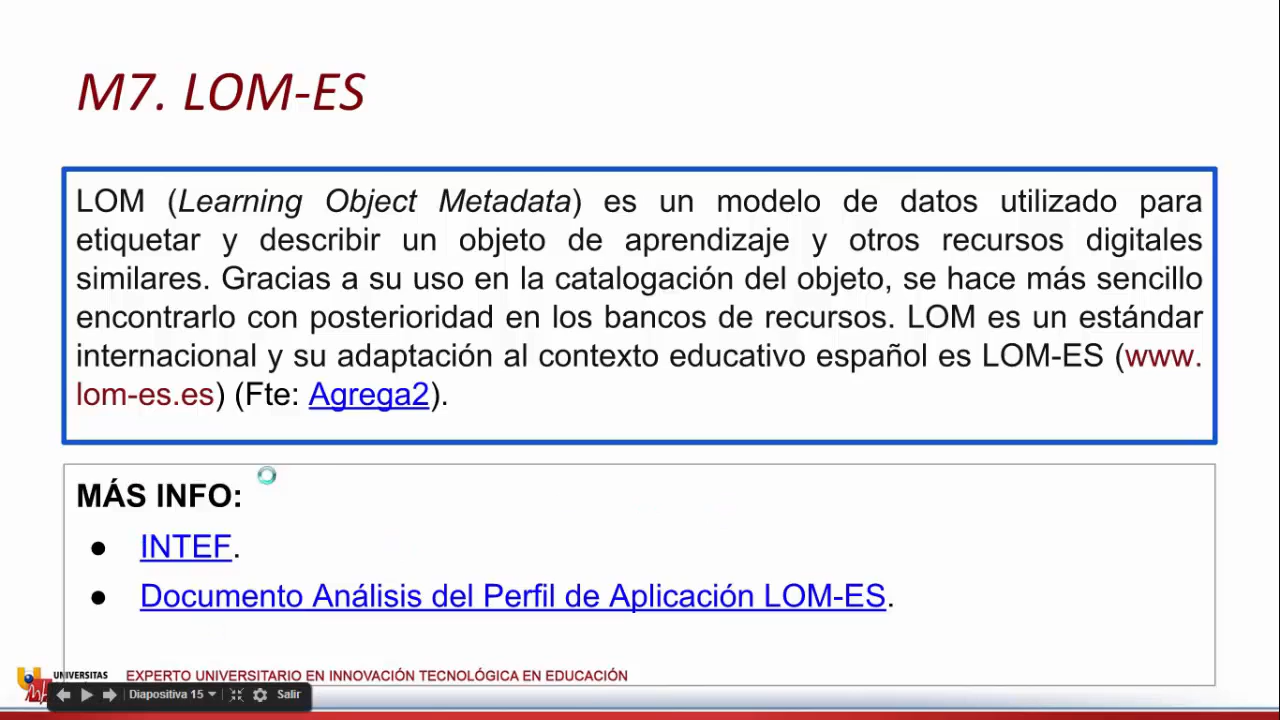 M7. LOM-ES
LOM (Learning Object Metadata) es un modelo de datos utilizado para
etiquetar y describir un objeto de aprendizaje y otros recursos digitales
similares. Gracias a su uso en la catalogación del objeto, se hace más sencillo
encontrarlo con posterioridad en los bancos de recursos. LOM es un estándar
internacional y su adaptación al contexto educativo español es LOM-ES (www.
lom-es.es) (Fte: Agrega2).
MÁS INFO:
● INTEF.
● Documento Análisis del Perfil de Aplicación LOM-ES.
UNIVERSITAS
EXPERTO UNIVERSITARIO EN INNOVACIÓN TECNOLÓGICA EN EDUCACIÓN
Diapositiva 15
Salir